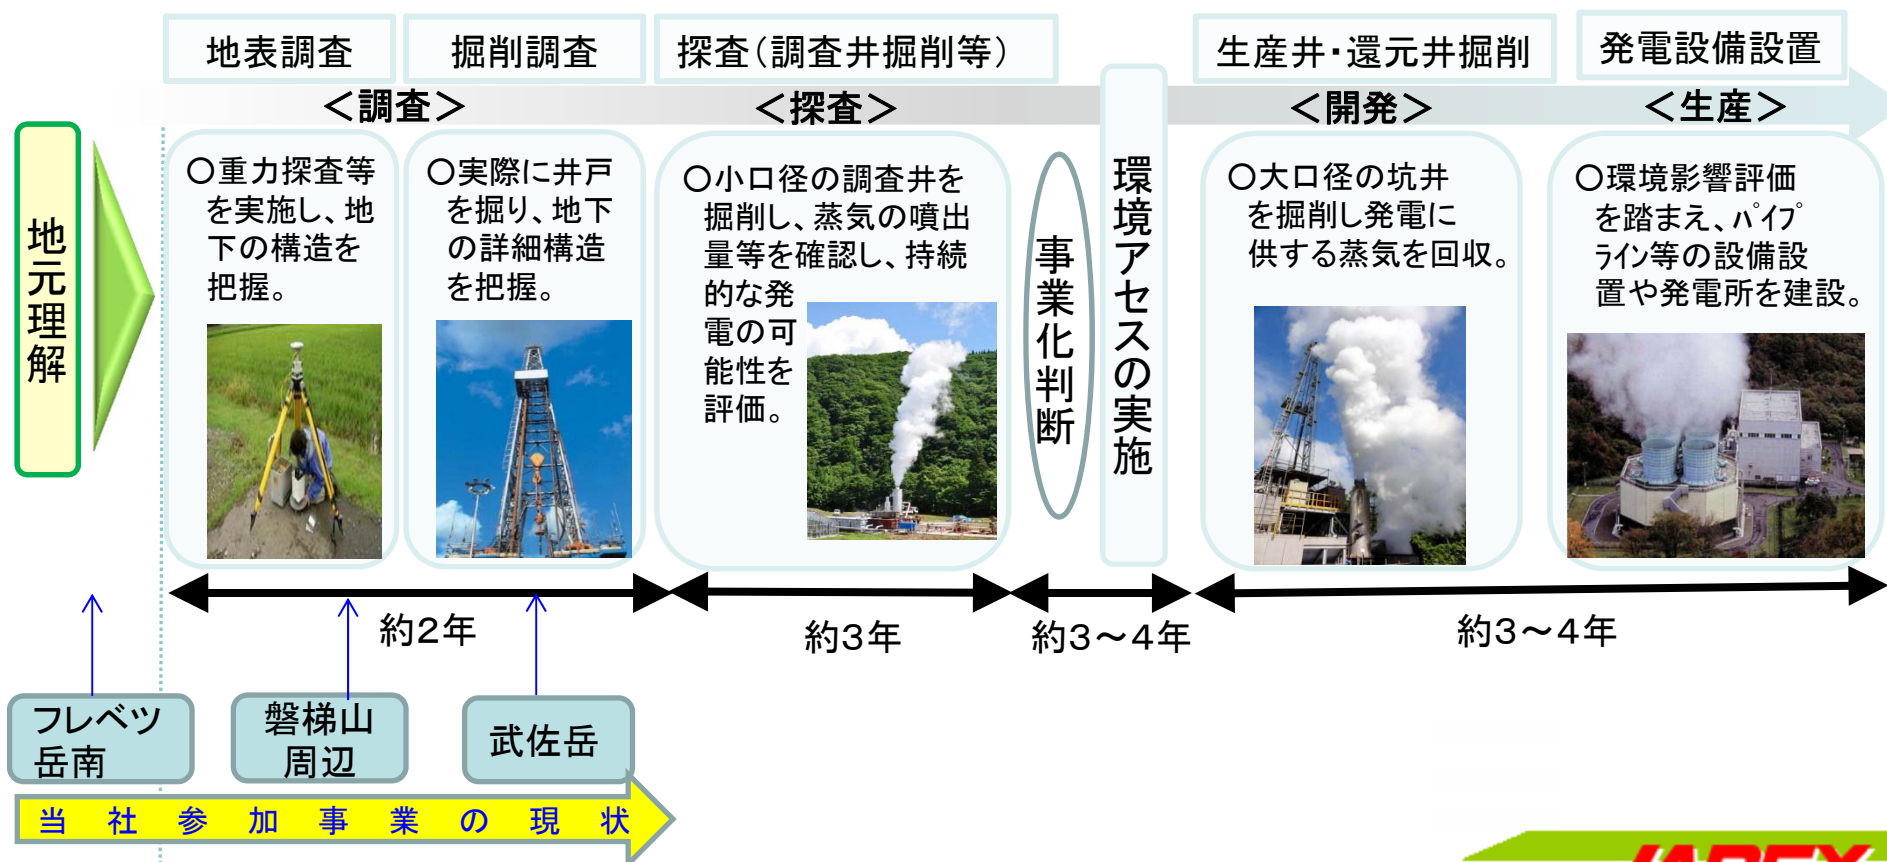 地表調査
掘削調査
探査(調査井掘削等)
生産井・還元井掘削
発電設備設置
＜調査＞
＜探査＞
＜開発＞
＜生産＞
地元理解
○重力探査等
を実施し、地
下の構造を
把握。
○実際に井戸
を掘り、地下
の詳細構造
を把握。
○小口径の調査井を
掘削し、蒸気の噴出
量等を確認し、持続
的な発
電の可
能性を
評価。
事業化判断
環境アセスの実施
○大口径の坑井
を掘削し発電に
供する蒸気を回収。
○環境影響評価
を踏まえ、ﾊﾟｲﾌﾟ
ﾗｲﾝ等の設備設
置や発電所を建設。
約２年
約３年
約３～４年
約３～４年
フレベツ
岳南
磐梯山
周辺
武佐岳
当社参加事業の現状
JAPEX